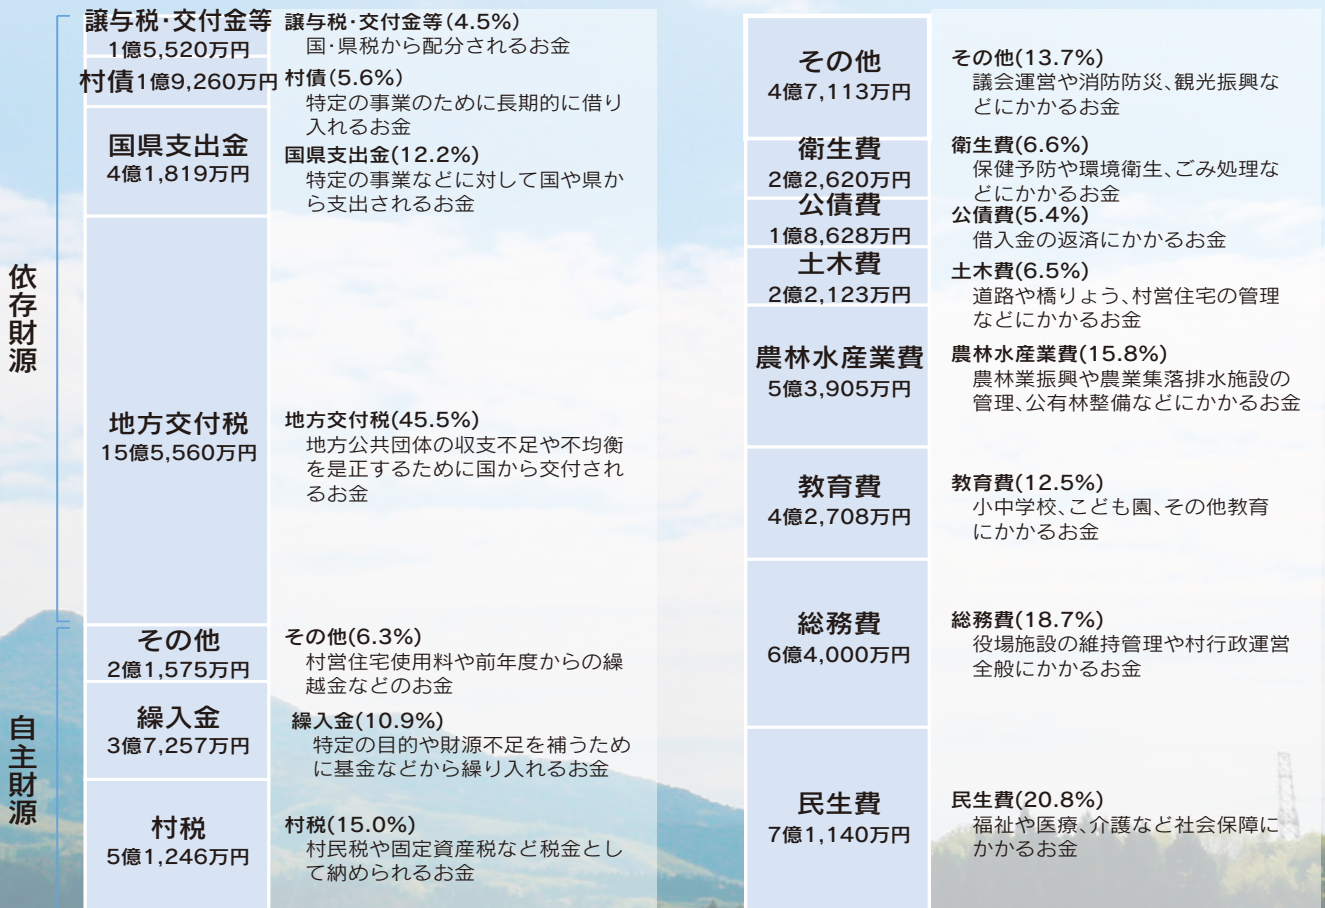 依存財源
譲与税・交付金等
1億5,520万円
譲与税・交付金等(4.5%)
国・県税から配分されるお金
村債1億9,260万円
村債(5.6%)
特定の事業のために長期的に借り
入れるお金
国県支出金
4億1,819万円
国県支出金(12.2%)
特定の事業などに対して国や県か
ら支出されるお金
地方交付税
15億5,560万円
地方交付税(45.5%)
地方公共団体の収支不足や不均衡
を是正するために国から交付され
るお金
自主財源
その他
2億1,575万円
その他(6.3%)
村営住宅使用料や前年度からの繰
越金などのお金
繰入金
3億7,257万円
繰入金(10.9%)
特定の目的や財源不足を補うため
に基金などから繰り入れるお金
村税
5億1,246万円
村税(15.0%)
村民税や固定資産税など税金とし
て納められるお金
その他
4億7,113万円
その他(13.7%)
議会運営や消防防災、観光振興な
どにかかるお金
衛生費
2億2,620万円
衛生費(6.6%)
保健予防や環境衛生、ごみ処理な
どにかかるお金
公債費
1億8,628万円
公債費(5.4%)
借入金の返済にかかるお金
土木費
2億2,123万円
土木費(6.5%)
道路や橋りょう、村営住宅の管理
などにかかるお金
農林水産業費
5億3,905万円
農林水産業費(15.8%)
農林業振興や農業集落排水施設の
管理、公有林整備などにかかるお金
教育費
4億2,708万円
教育費(12.5%)
小中学校、こども園、その他教育
にかかるお金
総務費
6億4,000万円
総務費(18.7%)
役場施設の維持管理や村行政運営
全般にかかるお金
民生費
7億1,140万円
民生費(20.8%)
福祉や医療、介護など社会保障に
かかるお金